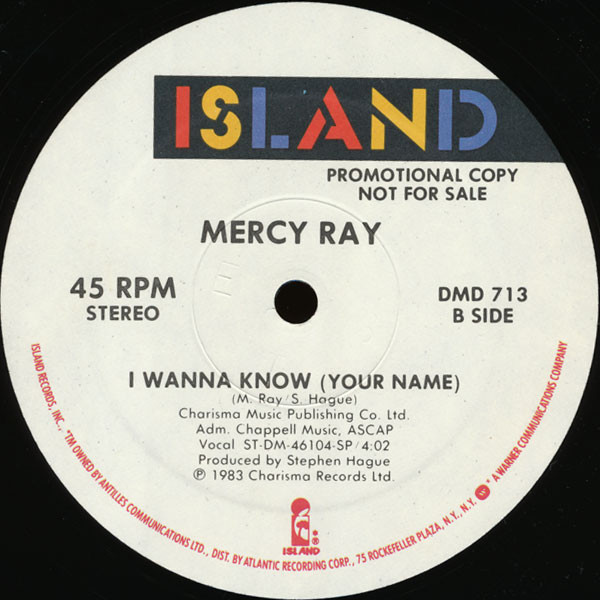 ISLAND
PROMOTIONAL COPY
NOT FOR SALE
MERCY RAY
45 RPM
STEREO
DMD 713
B SIDE
I WANNA KNOW (YOUR NAME)
(M. Ray/S. Hague)
Charisma Music Publishing Co. Ltd.
Adm. Chappell Music, ASCAP
Vocal ST-DM-46104-SP/4:02
Produced by Stephen Hague
℗ 1983 Charisma Records Ltd.
ISLAND ®
ISLAND RECORDS, INC., *TM OWNED BY ANTILLES COMMUNICATIONS LTD., DIST. BY ATLANTIC RECORDING CORP., 75 ROCKEFELLER PLAZA, N.Y., N.Y. A WARNER COMMUNICATIONS COMPANY